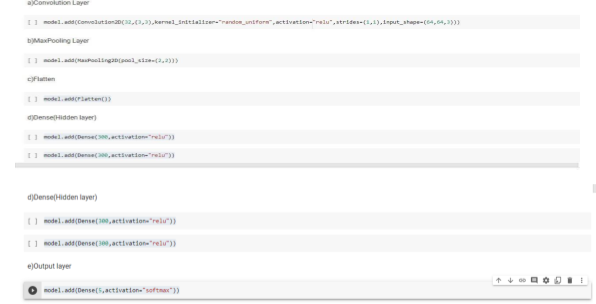 a)Convolution Layer
[ ] model.add(Convolution2D(32,(3,3),kernel_initializer="random_uniform",activation="relu",strides=(1,1),input_shape=(64,64,3)))
b)MaxPooling Layer
[ ] model.add(MaxPooling2D(pool_size=(2,2)))
c)Flatten
[ ] model.add(Flatten())
d)Dense(Hidden layer)
[ ] model.add(Dense(300,activation="relu"))
[ ] model.add(Dense(300,activation="relu"))
d)Dense(Hidden layer)
[ ] model.add(Dense(300,activation="relu"))
[ ] model.add(Dense(300,activation="relu"))
e)Output layer
model.add(Dense(5,activation="softmax"))